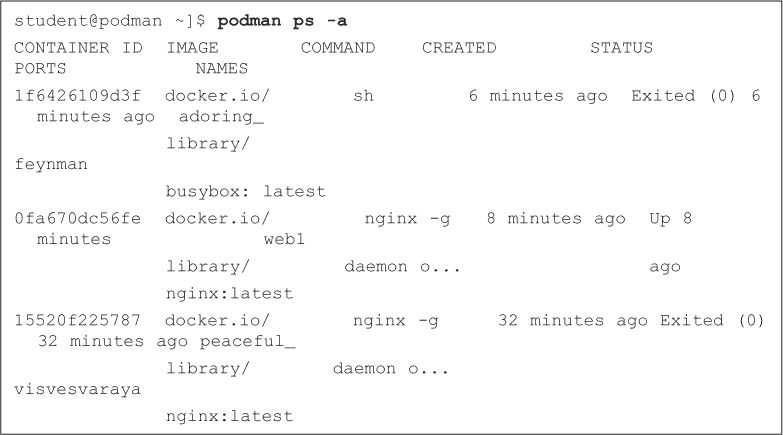 student@podman ~]$ podman ps -a
CONTAINER ID IMAGE COMMAND CREATED STATUS
PORTS NAMES
1f6426109d3f docker.io/ sh 6 minutes ago Exited (0) 6
minutes ago adoring_
library/
feynman
busybox: latest
0fa670dc56fe docker.io/ nginx -g 8 minutes ago Up 8
minutes web1
library/ daemon o... ago
nginx:latest
15520f225787 docker.io/ nginx -g 32 minutes ago Exited (0)
32 minutes ago peaceful_
library/ daemon o...
visvesvaraya
nginx:latest